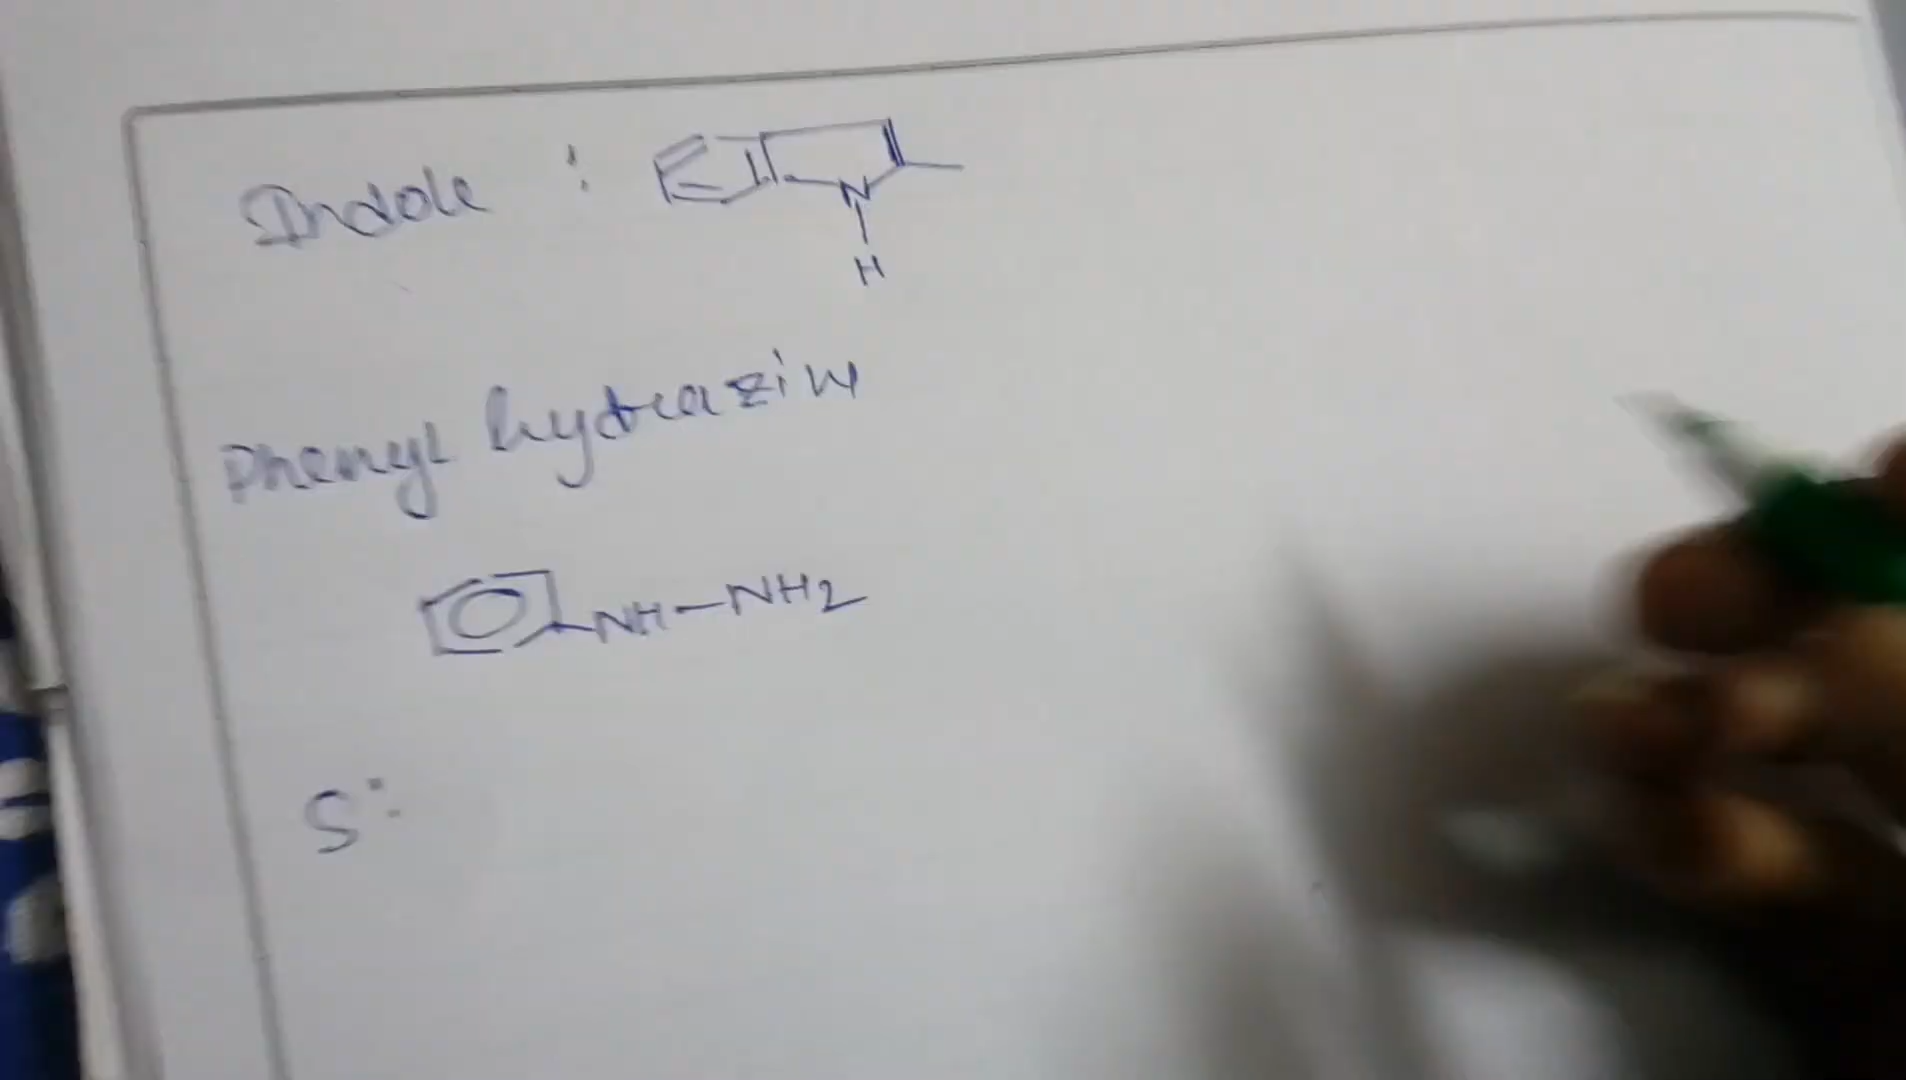 Indole :
N
H
Phenyl hydrazine
NH-NH2
S: